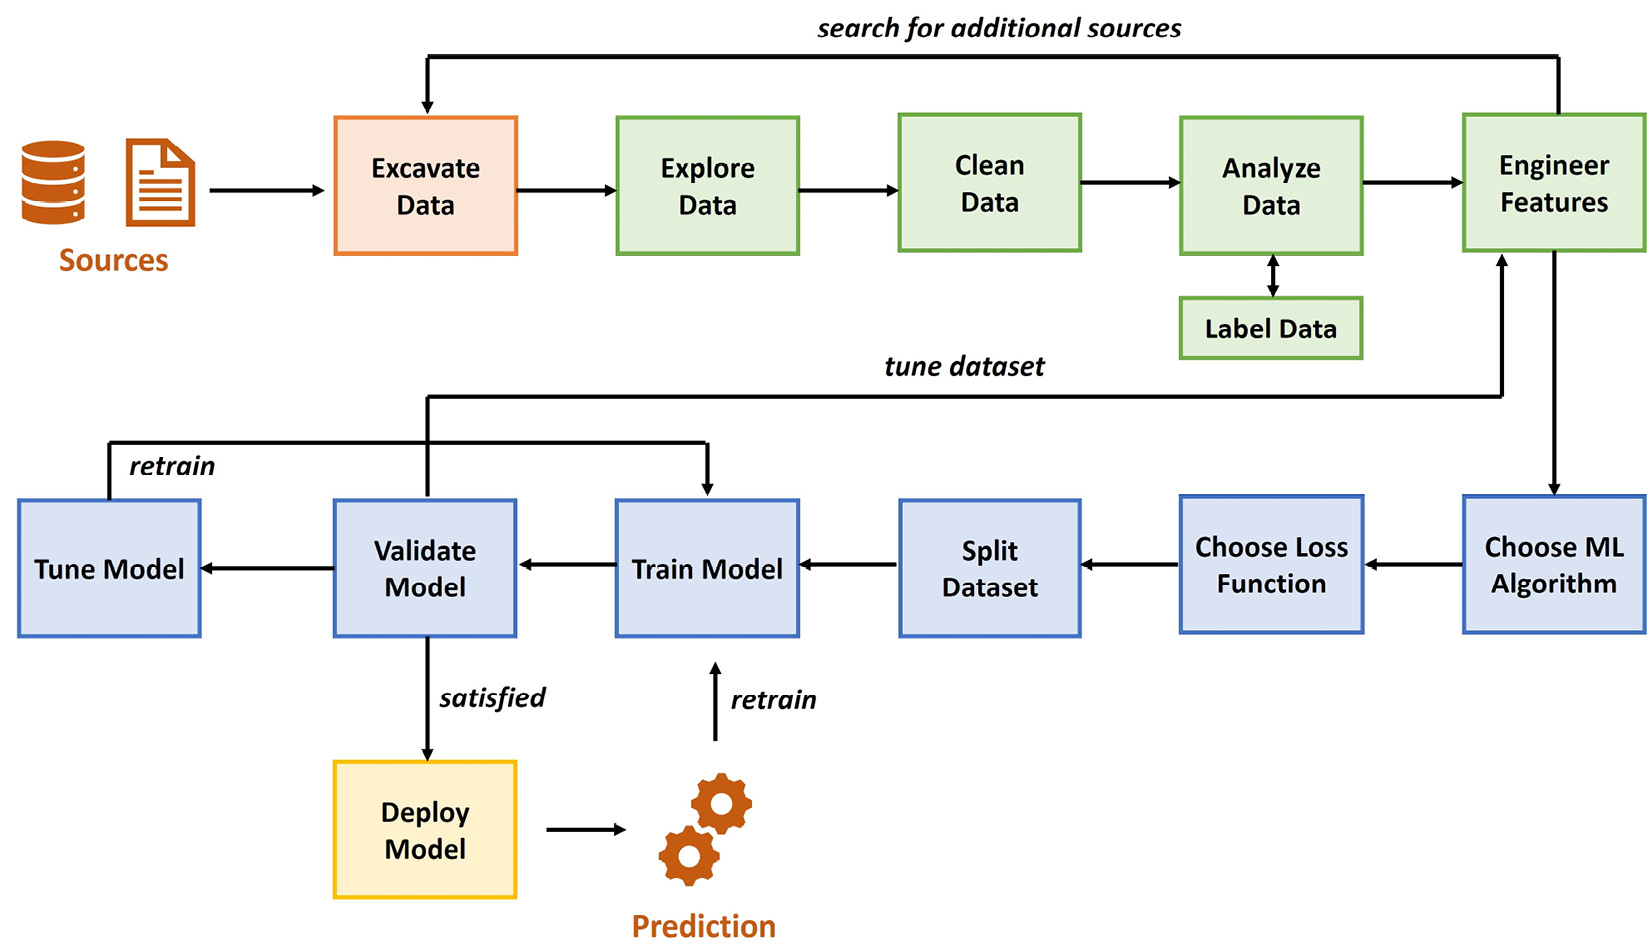 search for additional sources
Sources
Excavate
Data
Explore
Data
Clean
Data
Analyze
Data
Engineer
Features
Label Data
tune dataset
retrain
Tune Model
Validate
Model
Train Model
Split
Dataset
Choose Loss
Function
Choose ML
Algorithm
satisfied
retrain
Deploy
Model
Prediction